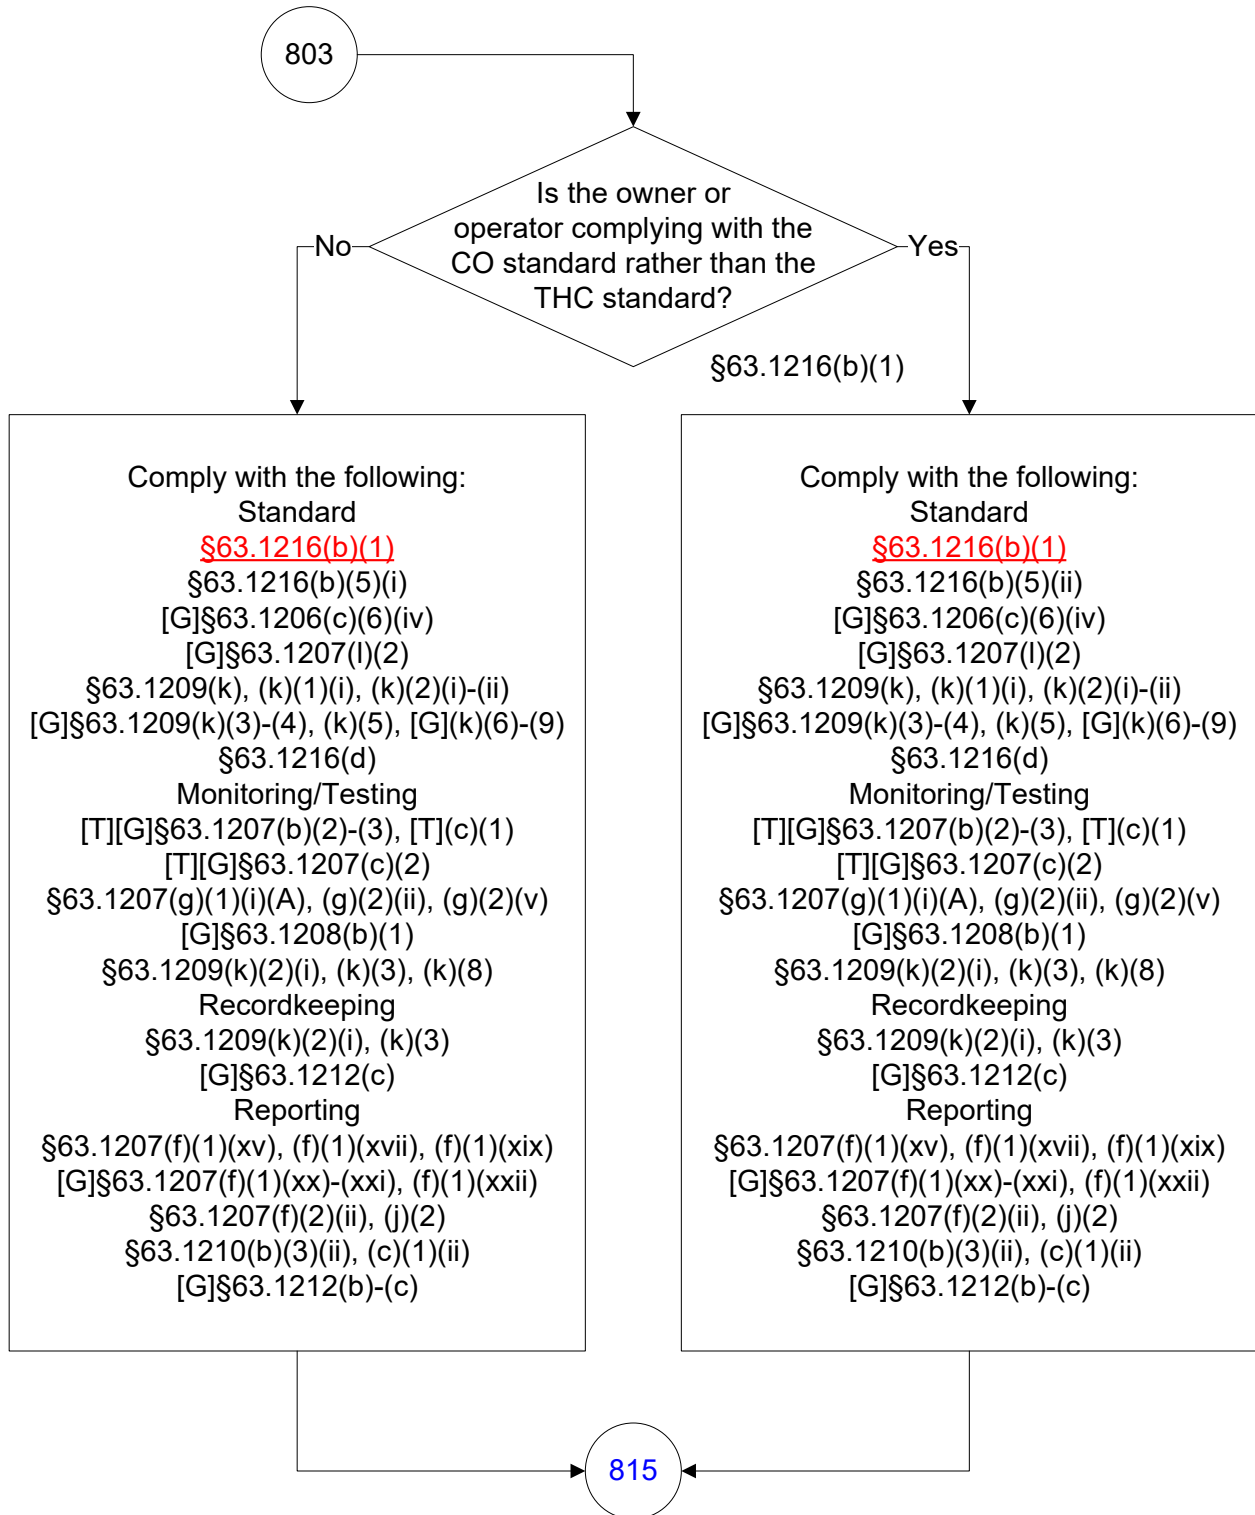 803
Is the owner or
operator complying with the
CO standard rather than the
THC standard?
No
Yes
§63.1216(b)(1)
Comply with the following:
Standard
§63.1216(b)(1)
§63.1216(b)(5)(i)
[G]§63.1206(c)(6)(iv)
[G]§63.1207(l)(2)
§63.1209(k), (k)(1)(i), (k)(2)(i)-(ii)
[G]§63.1209(k)(3)-(4), (k)(5), [G](k)(6)-(9)
§63.1216(d)
Monitoring/Testing
[T][G]§63.1207(b)(2)-(3), [T](c)(1)
[T][G]§63.1207(c)(2)
§63.1207(g)(1)(i)(A), (g)(2)(ii), (g)(2)(v)
[G]§63.1208(b)(1)
§63.1209(k)(2)(i), (k)(3), (k)(8)
Recordkeeping
§63.1209(k)(2)(i), (k)(3)
[G]§63.1212(c)
Reporting
§63.1207(f)(1)(xv), (f)(1)(xvii), (f)(1)(xix)
[G]§63.1207(f)(1)(xx)-(xxi), (f)(1)(xxii)
§63.1207(f)(2)(ii), (j)(2)
§63.1210(b)(3)(ii), (c)(1)(ii)
[G]§63.1212(b)-(c)
Comply with the following:
Standard
§63.1216(b)(1)
§63.1216(b)(5)(ii)
[G]§63.1206(c)(6)(iv)
[G]§63.1207(l)(2)
§63.1209(k), (k)(1)(i), (k)(2)(i)-(ii)
[G]§63.1209(k)(3)-(4), (k)(5), [G](k)(6)-(9)
§63.1216(d)
Monitoring/Testing
[T][G]§63.1207(b)(2)-(3), [T](c)(1)
[T][G]§63.1207(c)(2)
§63.1207(g)(1)(i)(A), (g)(2)(ii), (g)(2)(v)
[G]§63.1208(b)(1)
§63.1209(k)(2)(i), (k)(3), (k)(8)
Recordkeeping
§63.1209(k)(2)(i), (k)(3)
[G]§63.1212(c)
Reporting
§63.1207(f)(1)(xv), (f)(1)(xvii), (f)(1)(xix)
[G]§63.1207(f)(1)(xx)-(xxi), (f)(1)(xxii)
§63.1207(f)(2)(ii), (j)(2)
§63.1210(b)(3)(ii), (c)(1)(ii)
[G]§63.1212(b)-(c)
815